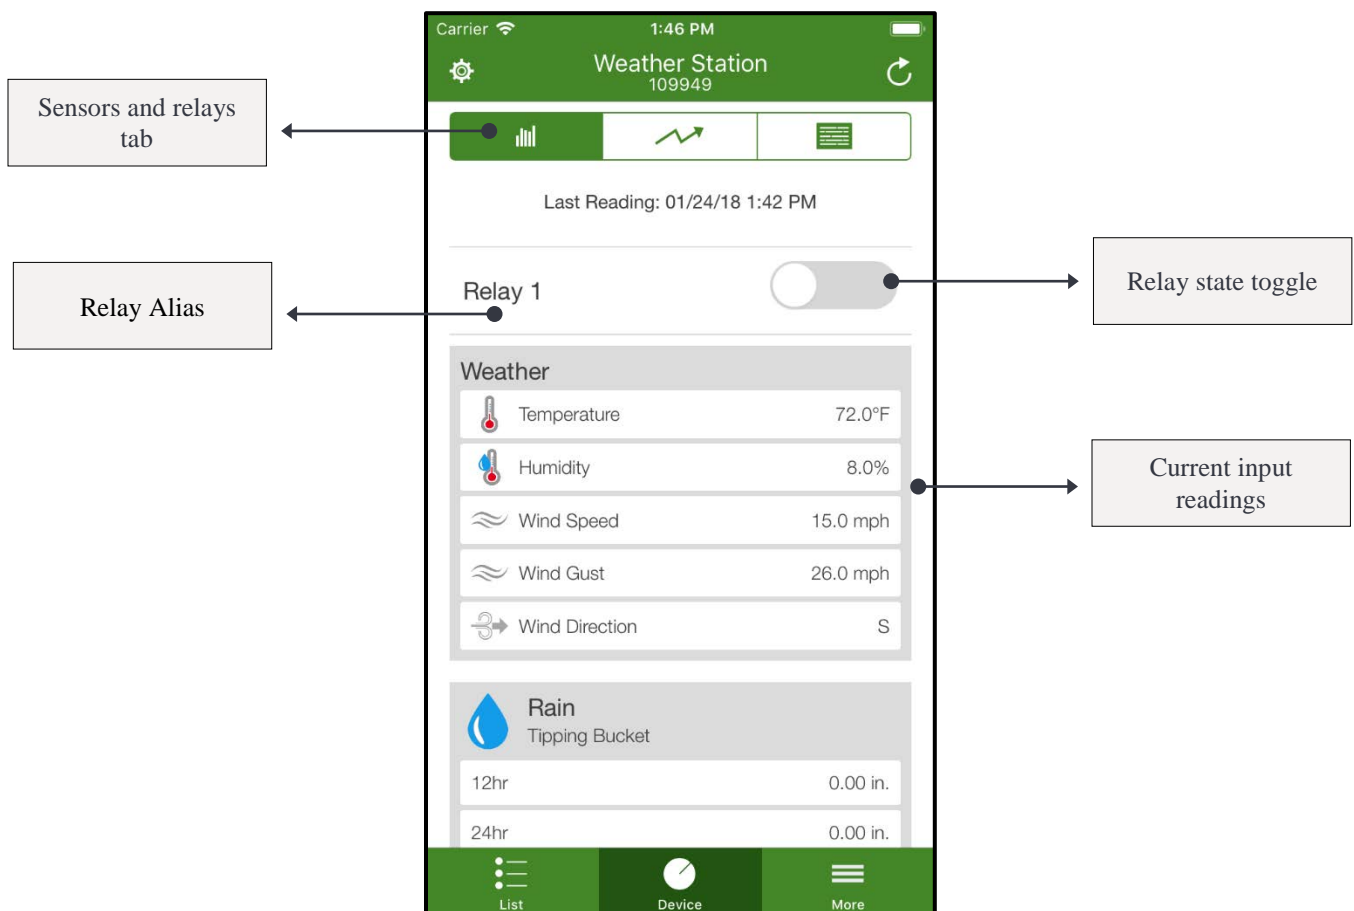 Carrier
1:46 PM
Weather Station
109949
Sensors and relays
tab
Last Reading: 01/24/18 1:42 PM
Relay 1
Relay Alias
Relay state toggle
Weather
Temperature 72.0°F
Humidity 8.0%
Wind Speed 15.0 mph
Wind Gust 26.0 mph
Wind Direction S
Current input
readings
Rain
Tipping Bucket
12hr 0.00 in.
24hr 0.00 in.
List Device More